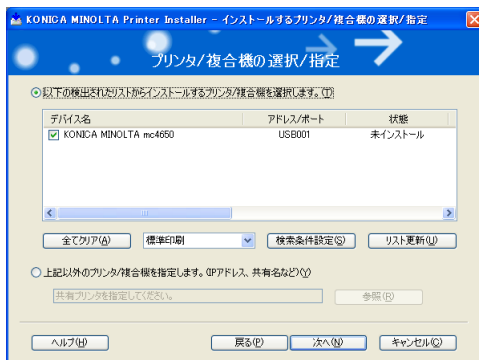 KONICA MINOLTA Printer Installer - インストールするプリンタ/複合機の選択/指定
プリンタ/複合機の選択/指定
以下の検出されたリストからインストールするプリンタ/複合機を選択します。(T)
デバイス名 アドレス/ポート 状態
KONICA MINOLTA mc4650 USB001 未インストール
全てクリア(A) 標準印刷 検索条件設定(S) リスト更新(U)
上記以外のプリンタ/複合機を指定します。(IPアドレス、共有名など)(Y)
共有プリンタを指定してください。 参照(R)
ヘルプ(H) 戻る(P) 次へ(N) キャンセル(C)